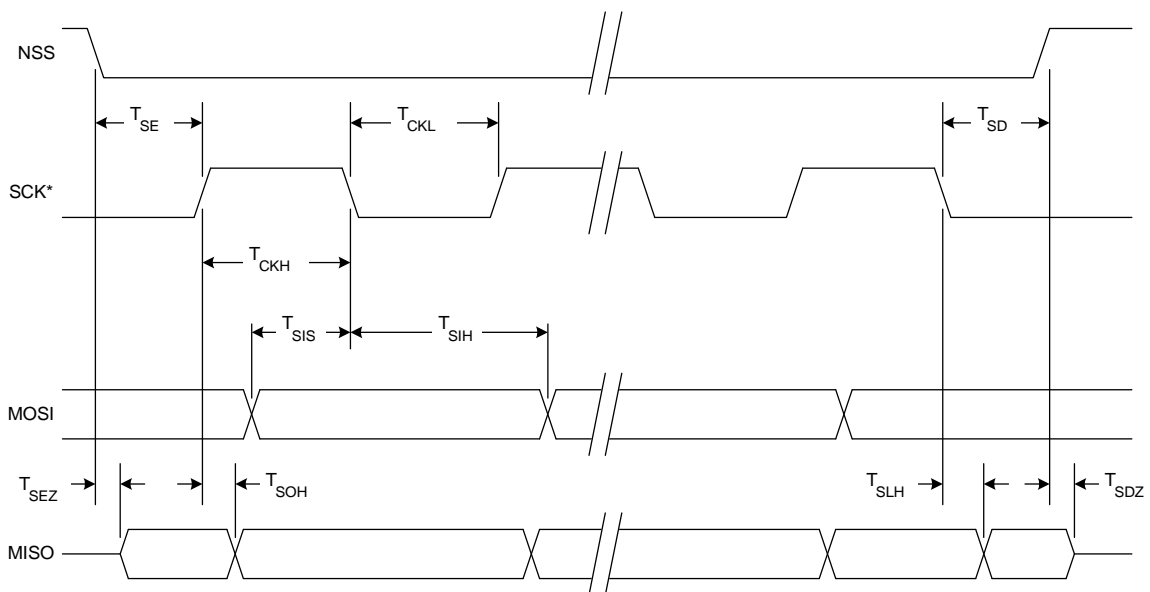 NSS
T_SE
T_CKL
T_SD
SCK*
T_CKH
T_SIS
T_SIH
MOSI
T_SEZ
T_SOH
T_SLH
T_SDZ
MISO